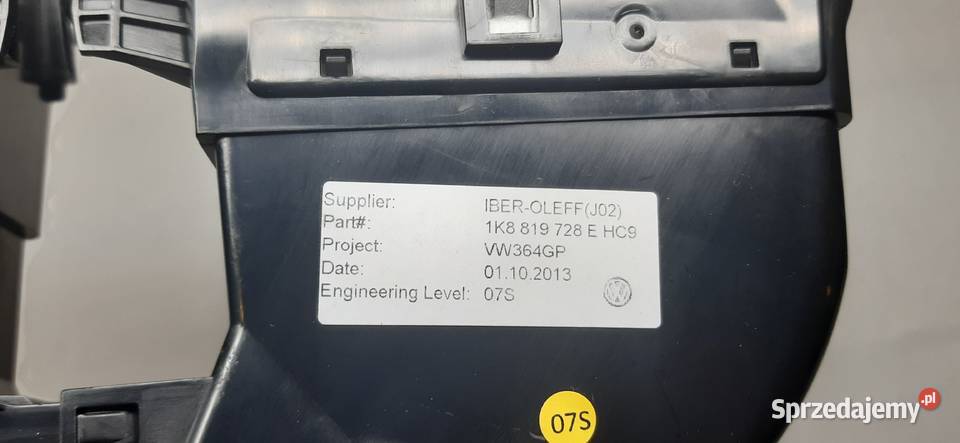 Supplier: IBER-OLEFF(J02)
Part#: 1K8 819 728 E HC9
Project: VW364GP
Date: 01.10.2013
Engineering Level: 07S
07S
Sprzedajemy.pl